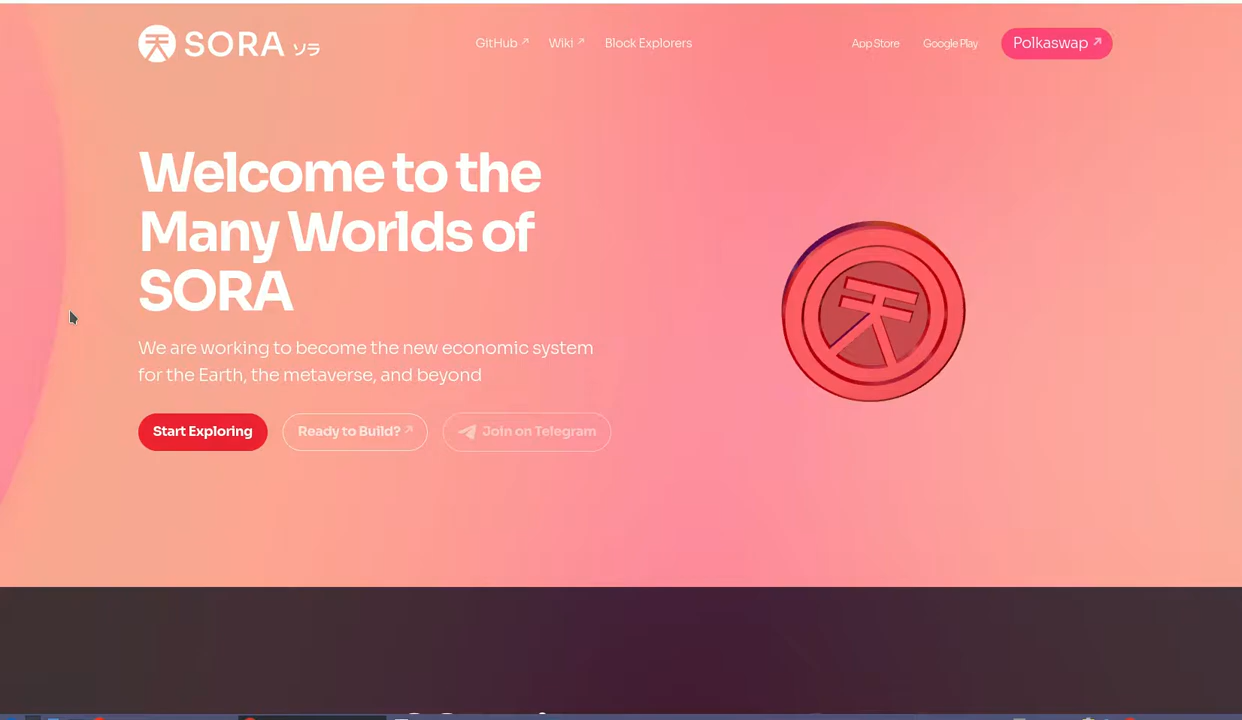 SORA ソラ
GitHub ↗ Wiki ↗ Block Explorers
App Store Google Play Polkaswap ↗
Welcome to the
Many Worlds of
SORA
We are working to become the new economic system
for the Earth, the metaverse, and beyond
Start Exploring Ready to Build? ↗ Join on Telegram